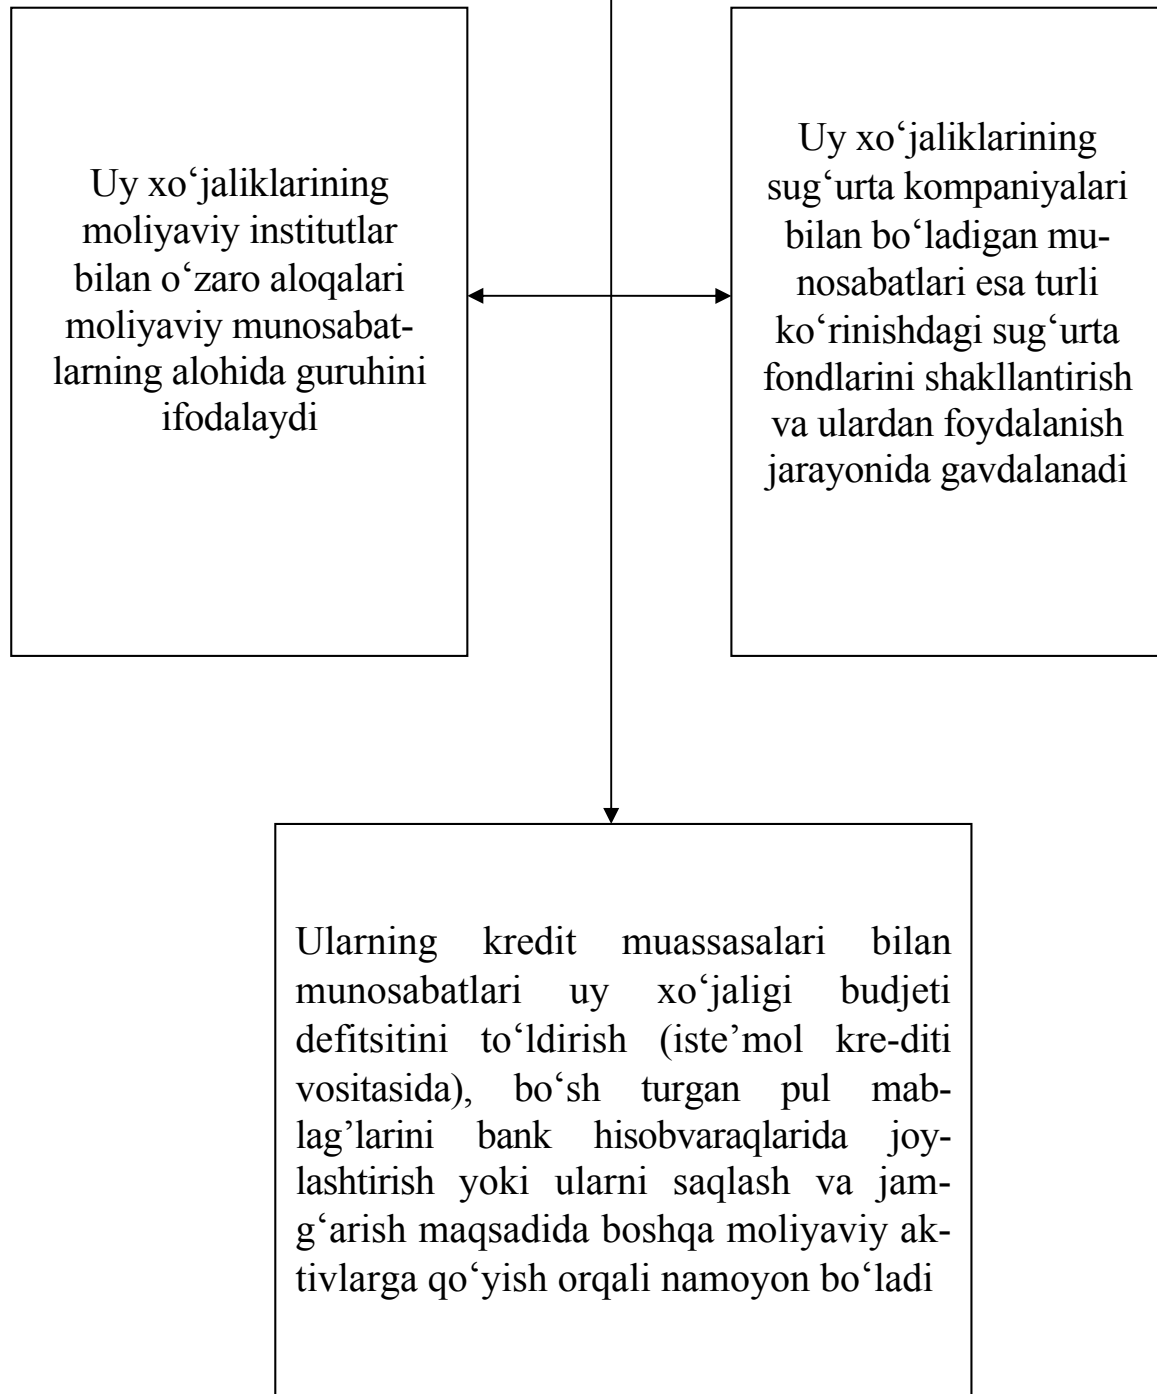 Uy xo‘jaliklarining
moliyaviy institutlar
bilan o‘zaro aloqalari
moliyaviy munosabat-
larning alohida guruhini
ifodalaydi
Uy xo‘jaliklarining
sug‘urta kompaniyalari
bilan bo‘ladigan mu-
nosabatlari esa turli
ko‘rinishdagi sug‘urta
fondlarini shakllantirish
va ulardan foydalanish
jarayonida gavdalanadi
Ularning kredit muassasalari bilan
munosabatlari uy xo‘jaligi budjeti
defitsitini to‘ldirish (iste’mol kre-diti
vositasida), bo‘sh turgan pul mab-
lag’larini bank hisobvaraqlarida joy-
lashtirish yoki ularni saqlash va jam-
g‘arish maqsadida boshqa moliyaviy ak-
tivlarga qo‘yish orqali namoyon bo‘ladi